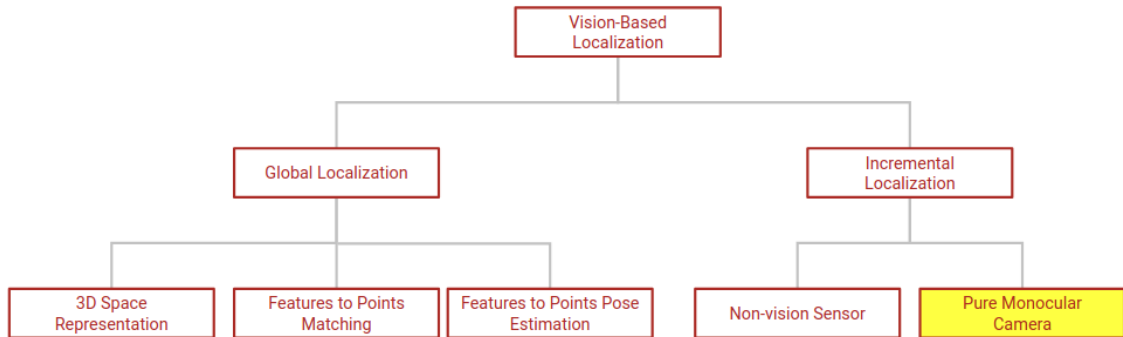 Vision-Based
Localization
Global Localization
Incremental
Localization
3D Space
Representation
Features to Points
Matching
Features to Points Pose
Estimation
Non-vision Sensor
Pure Monocular
Camera